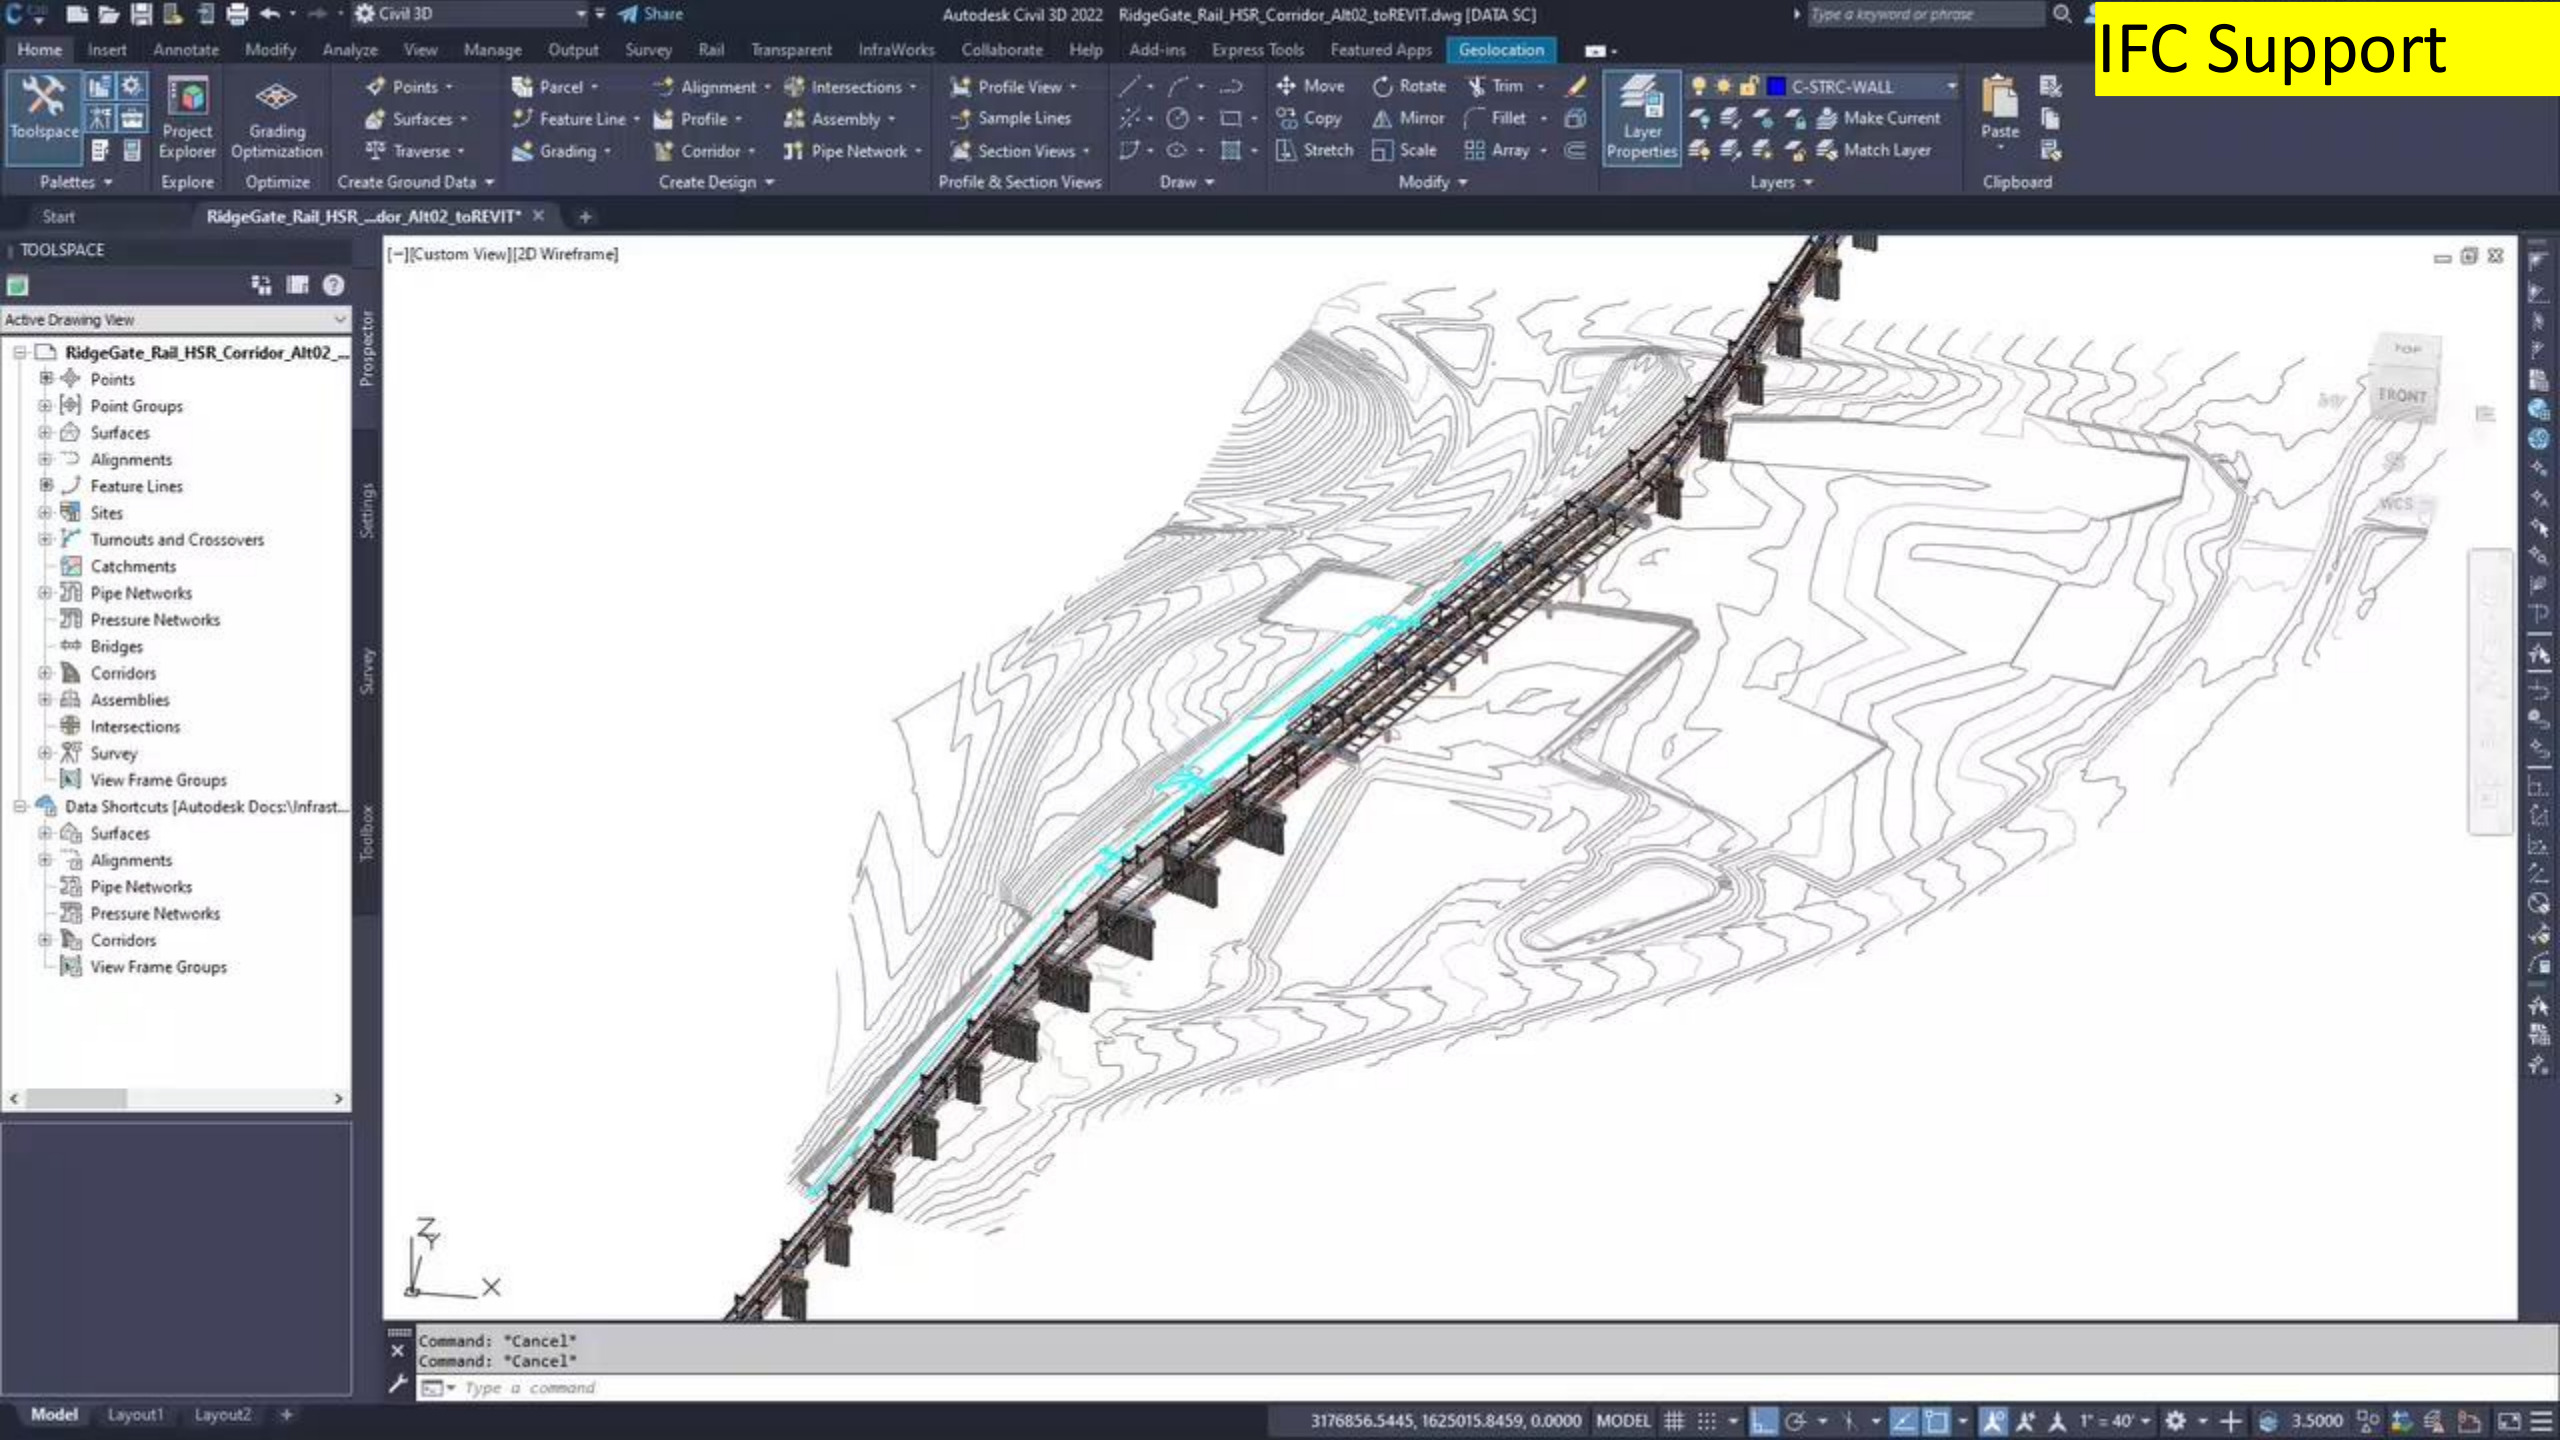 Civil 3D
Share
Autodesk Civil 3D 2022 RidgeGate_Rail_HSR_Corridor_Alt02_toREVIT.dwg [DATA SC]
Type a keyword or phrase
IFC Support
Home Insert Annotate Modify Analyze View Manage Output Survey Rail Transparent InfraWorks Collaborate Help Add-ins Express Tools Featured Apps Geolocation
Toolspace
Project Explorer
Grading Optimization
Points
Surfaces
Traverse
Parcel
Feature Line
Grading
Alignment
Profile
Corridor
Intersections
Assembly
Pipe Network
Profile View
Sample Lines
Section Views
Move
Copy
Stretch
Rotate
Mirror
Scale
Trim
Fillet
Array
Layer Properties
C-STRC-WALL
Make Current
Match Layer
Paste
Palettes Explore Optimize Create Ground Data Create Design Profile & Section Views Draw Modify Layers Clipboard
Start
RidgeGate_Rail_HSR_...dor_Alt02_toREVIT*
TOOLSPACE
Active Drawing View
RidgeGate_Rail_HSR_Corridor_Alt02_...
Points
Point Groups
Surfaces
Alignments
Feature Lines
Sites
Turnouts and Crossovers
Catchments
Pipe Networks
Pressure Networks
Bridges
Corridors
Assemblies
Intersections
Survey
View Frame Groups
Data Shortcuts [Autodesk Docs:\Infrast...
Surfaces
Alignments
Pipe Networks
Pressure Networks
Corridors
View Frame Groups
Prospector
Settings
Survey
Toolbox
[−][Custom View][2D Wireframe]
TOP
FRONT
W
S
WCS
Z
Y
X
Command: *Cancel*
Command: *Cancel*
Type a command
Model Layout1 Layout2 +
3176856.5445, 1625015.8459, 0.0000 MODEL
1" = 40'
3.5000